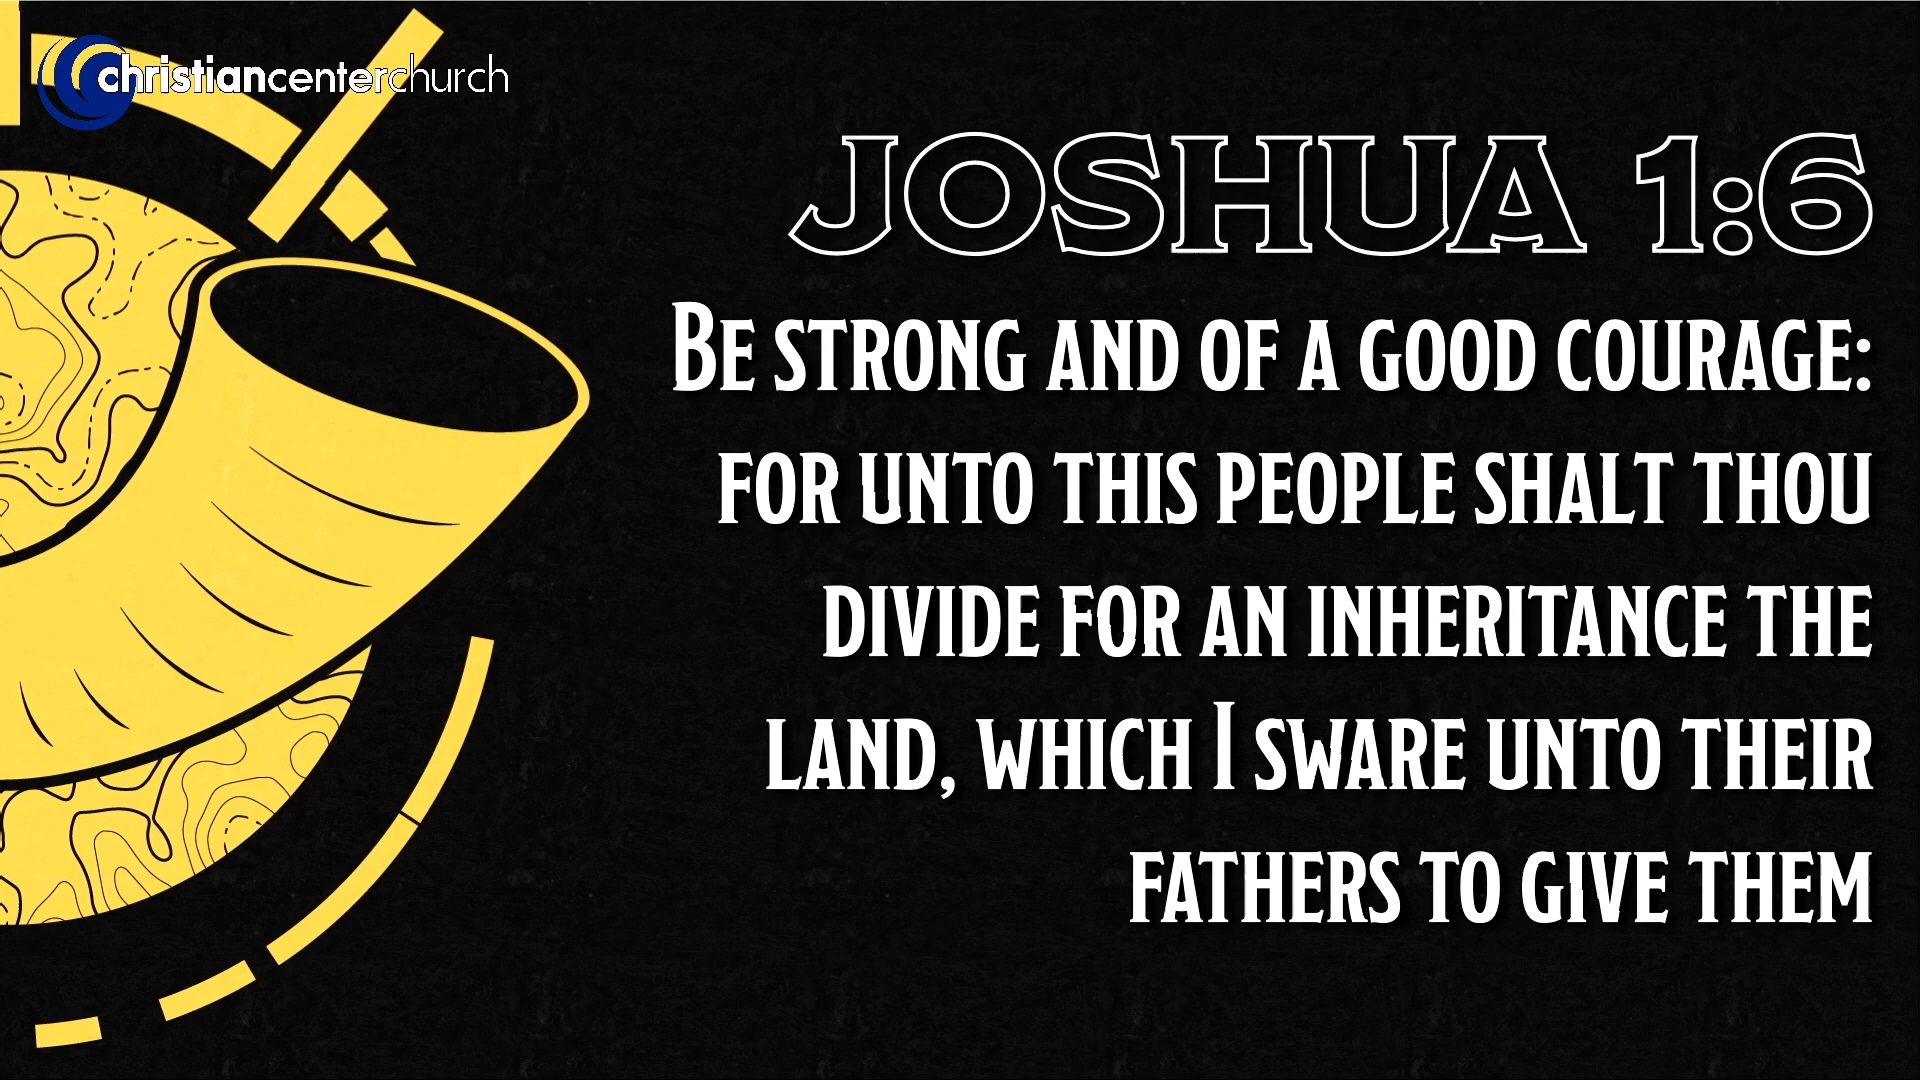 christiancenterchurch
JOSHUA 1:6
Be strong and of a good courage:
for unto this people shalt thou
divide for an inheritance the
land, which I sware unto their
fathers to give them